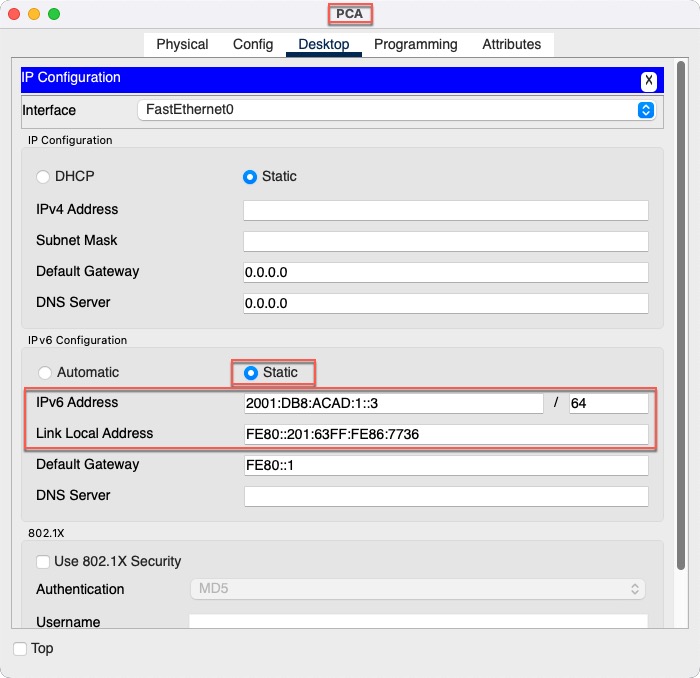 PCA
Physical Config Desktop Programming Attributes
IP Configuration X
Interface FastEthernet0
IP Configuration
DHCP Static
IPv4 Address
Subnet Mask
Default Gateway 0.0.0.0
DNS Server 0.0.0.0
IPv6 Configuration
Automatic Static
IPv6 Address 2001:DB8:ACAD:1::3 / 64
Link Local Address FE80::201:63FF:FE86:7736
Default Gateway FE80::1
DNS Server
802.1X
Use 802.1X Security
Authentication MD5
Username
Top